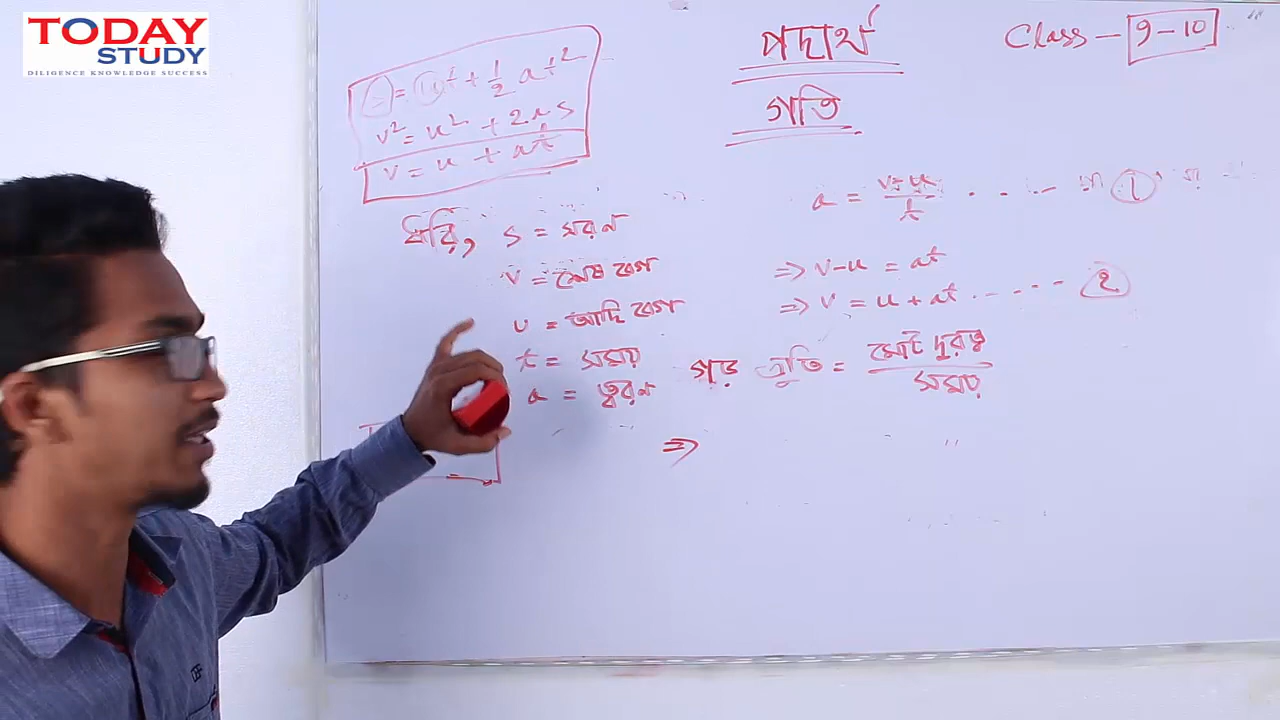 TODAY
STUDY
DILIGENCE KNOWLEDGE SUCCESS
পদার্থ
Class - 9-10
গতি
= ut + 1/2 at²
v² = u² + 2as
v = u + at
ধরি, s = সরণ
v = শেষ বেগ
u = আদি বেগ
t = সময়
a = ত্বরন
a = (v-u)/t ... (1)
=> v-u = at
=> v = u + at ...... (2)
গড় দ্রুতি = মোট দুরত্ব / সময়
=>